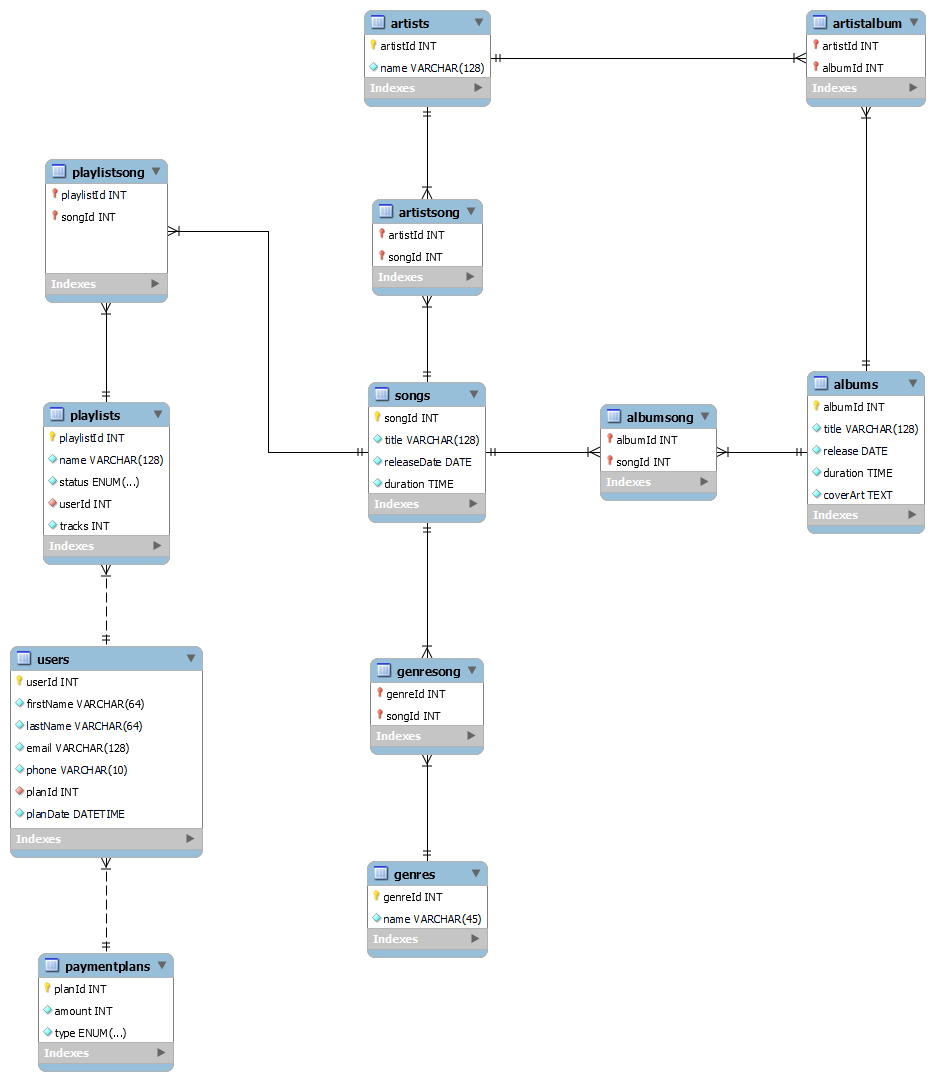 artists
artistId INT
name VARCHAR(128)
Indexes
artistalbum
artistId INT
albumId INT
Indexes
playlistsong
playlistId INT
songId INT
Indexes
artistsong
artistId INT
songId INT
Indexes
playlists
playlistId INT
name VARCHAR(128)
status ENUM(...)
userId INT
tracks INT
Indexes
songs
songId INT
title VARCHAR(128)
releaseDate DATE
duration TIME
Indexes
albumsong
albumId INT
songId INT
Indexes
albums
albumId INT
title VARCHAR(128)
release DATE
duration TIME
coverArt TEXT
Indexes
users
userId INT
firstName VARCHAR(64)
lastName VARCHAR(64)
email VARCHAR(128)
phone VARCHAR(10)
planId INT
planDate DATETIME
Indexes
genresong
genreId INT
songId INT
Indexes
genres
genreId INT
name VARCHAR(45)
Indexes
paymentplans
planId INT
amount INT
type ENUM(...)
Indexes